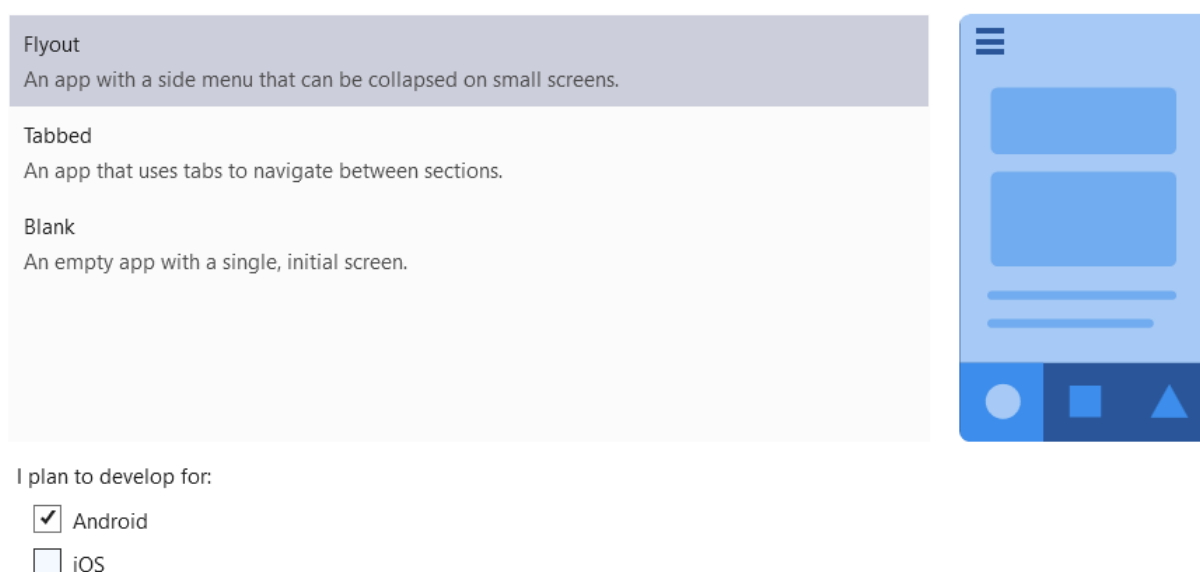 Flyout
An app with a side menu that can be collapsed on small screens.
Tabbed
An app that uses tabs to navigate between sections.
Blank
An empty app with a single, initial screen.
I plan to develop for:
Android
iOS